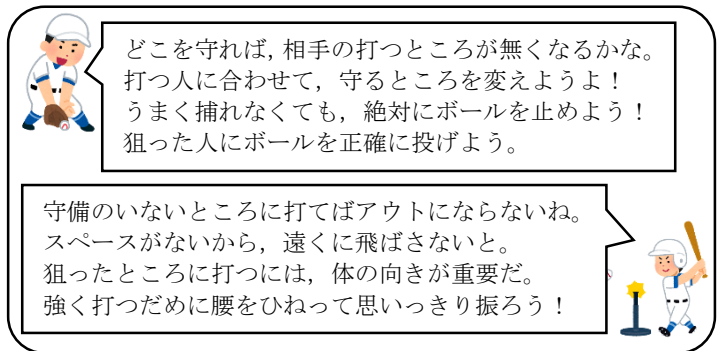 どこを守れば，相手の打つところが無くなるかな。
打つ人に合わせて，守るところを変えようよ！
うまく捕れなくても，絶対にボールを止めよう！
狙った人にボールを正確に投げよう。
守備のいないところに打てばアウトにならないね。
スペースがないから，遠くに飛ばさないと。
狙ったところに打つには，体の向きが重要だ。
強く打つだめに腰をひねって思いっきり振ろう！